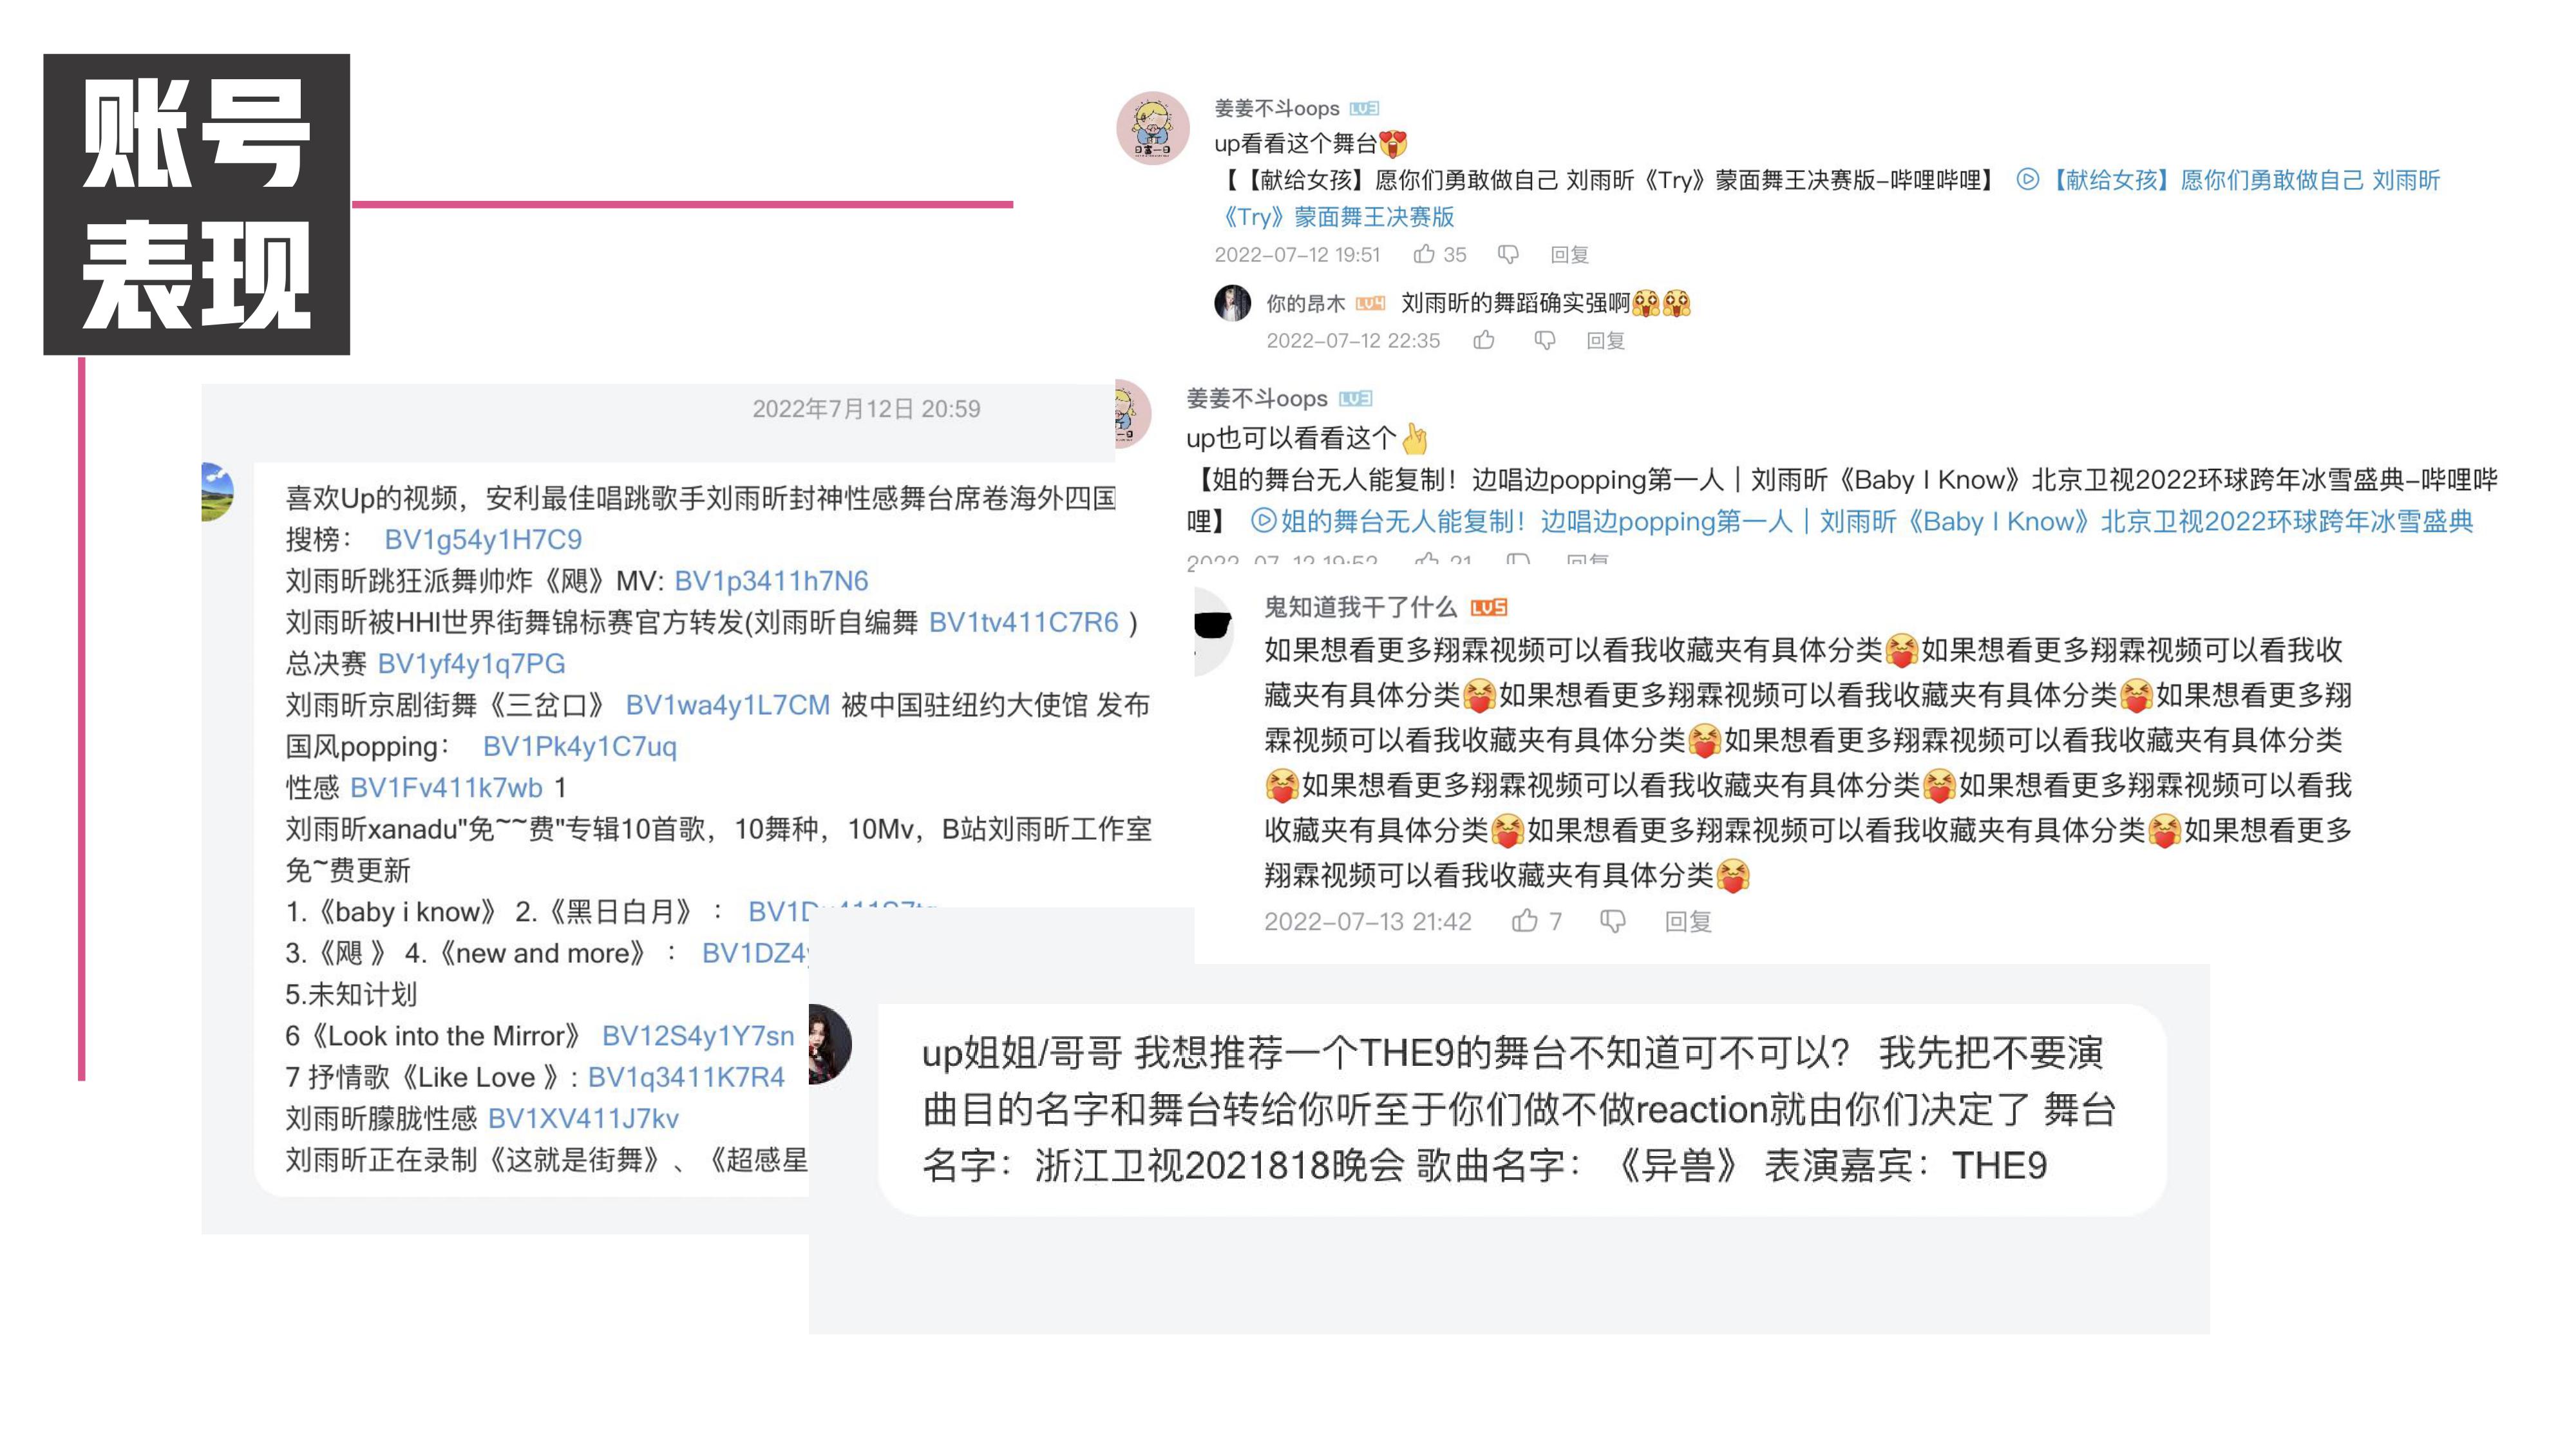 账号
表现
姜姜不斗oops LV3
up看看这个舞台
【【献给女孩】愿你们勇敢做自己 刘雨昕《Try》蒙面舞王决赛版-哔哩哔哩】 【献给女孩】愿你们勇敢做自己 刘雨昕
《Try》蒙面舞王决赛版
2022-07-12 19:51 35 回复
你的昂木 LV4 刘雨昕的舞蹈确实强啊
2022-07-12 22:35 回复
姜姜不斗oops LV3
up也可以看看这个
【姐的舞台无人能复制！边唱边popping第一人｜刘雨昕《Baby I Know》北京卫视2022环球跨年冰雪盛典-哔哩哔
哩】 姐的舞台无人能复制！边唱边popping第一人｜刘雨昕《Baby I Know》北京卫视2022环球跨年冰雪盛典
2022-07-12 19:52 21 回复
鬼知道我干了什么 LV5
如果想看更多翔霖视频可以看我收藏夹有具体分类如果想看更多翔霖视频可以看我收
藏夹有具体分类如果想看更多翔霖视频可以看我收藏夹有具体分类如果想看更多翔
霖视频可以看我收藏夹有具体分类如果想看更多翔霖视频可以看我收藏夹有具体分类
如果想看更多翔霖视频可以看我收藏夹有具体分类如果想看更多翔霖视频可以看我
收藏夹有具体分类如果想看更多翔霖视频可以看我收藏夹有具体分类如果想看更多
翔霖视频可以看我收藏夹有具体分类
2022-07-13 21:42 7 回复
2022年7月12日 20:59
喜欢Up的视频，安利最佳唱跳歌手刘雨昕封神性感舞台席卷海外四国
搜榜： BV1g54y1H7C9
刘雨昕跳狂派舞帅炸《飓》MV: BV1p3411h7N6
刘雨昕被HHI世界街舞锦标赛官方转发(刘雨昕自编舞 BV1tv411C7R6 )
总决赛 BV1yf4y1q7PG
刘雨昕京剧街舞《三岔口》 BV1wa4y1L7CM 被中国驻纽约大使馆 发布
国风popping： BV1Pk4y1C7uq
性感 BV1Fv411k7wb 1
刘雨昕xanadu"免~~费"专辑10首歌，10舞种，10Mv，B站刘雨昕工作室
免~费更新
1.《baby i know》 2.《黑日白月》 ：
3.《飓 》 4.《new and more》 ： BV1DZ4
5.未知计划
6《Look into the Mirror》 BV12S4y1Y7sn
7 抒情歌《Like Love 》: BV1q3411K7R4
刘雨昕朦胧性感 BV1XV411J7kv
刘雨昕正在录制《这就是街舞》、《超感星
up姐姐/哥哥 我想推荐一个THE9的舞台不知道可不可以？ 我先把不要演
曲目的名字和舞台转给你听至于你们做不做reaction就由你们决定了 舞台
名字：浙江卫视2021818晚会 歌曲名字：《异兽》 表演嘉宾：THE9